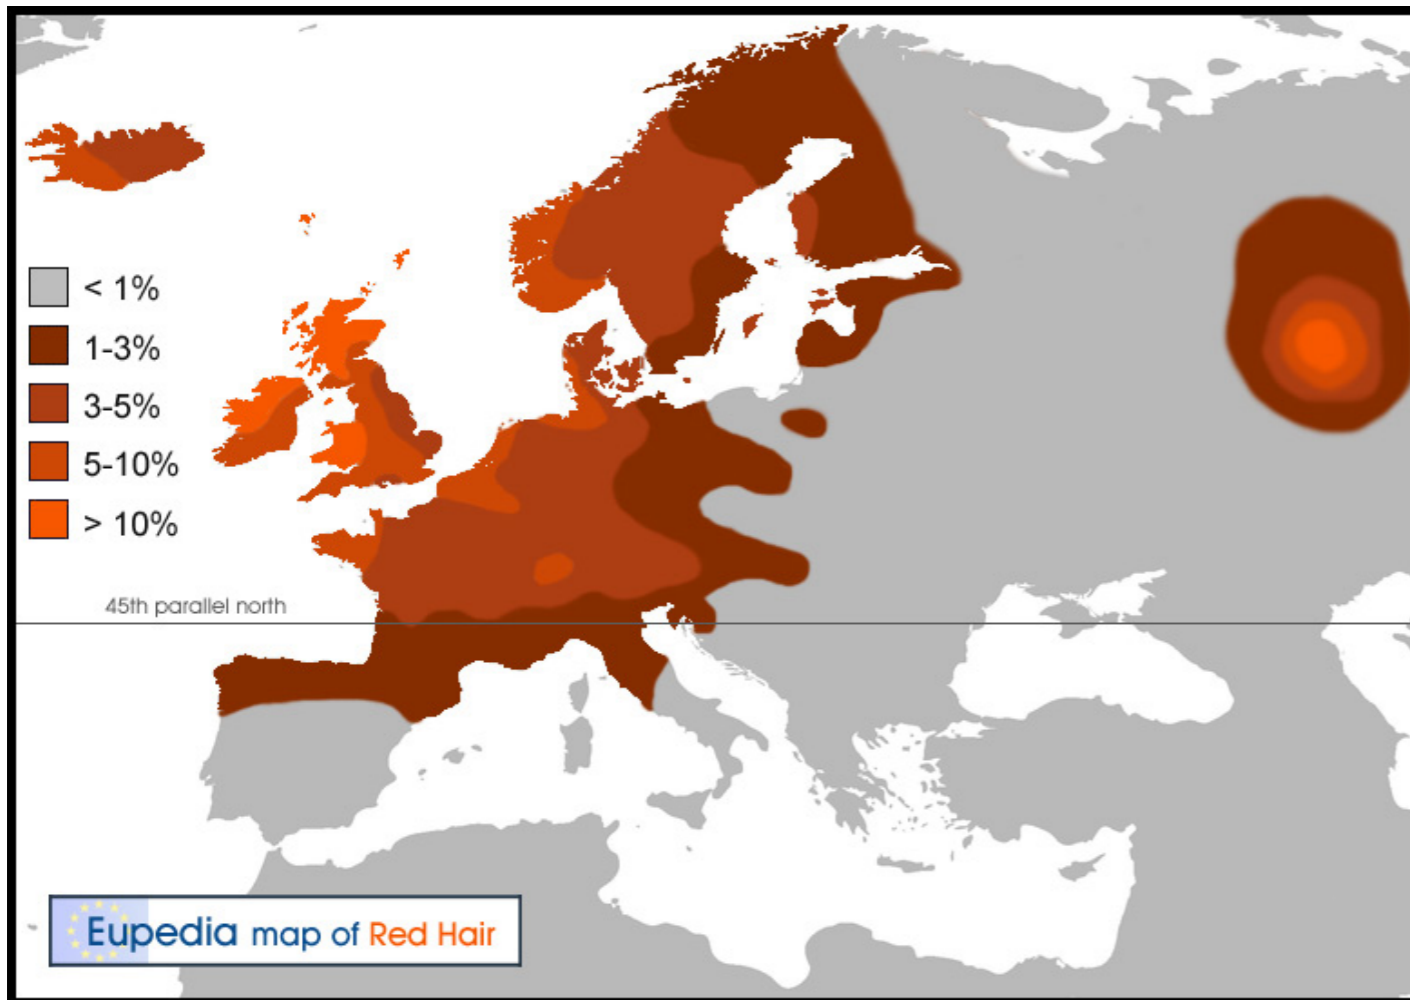 < 1%
1-3%
3-5%
5-10%
> 10%
45th parallel north
Eupedia map of Red Hair